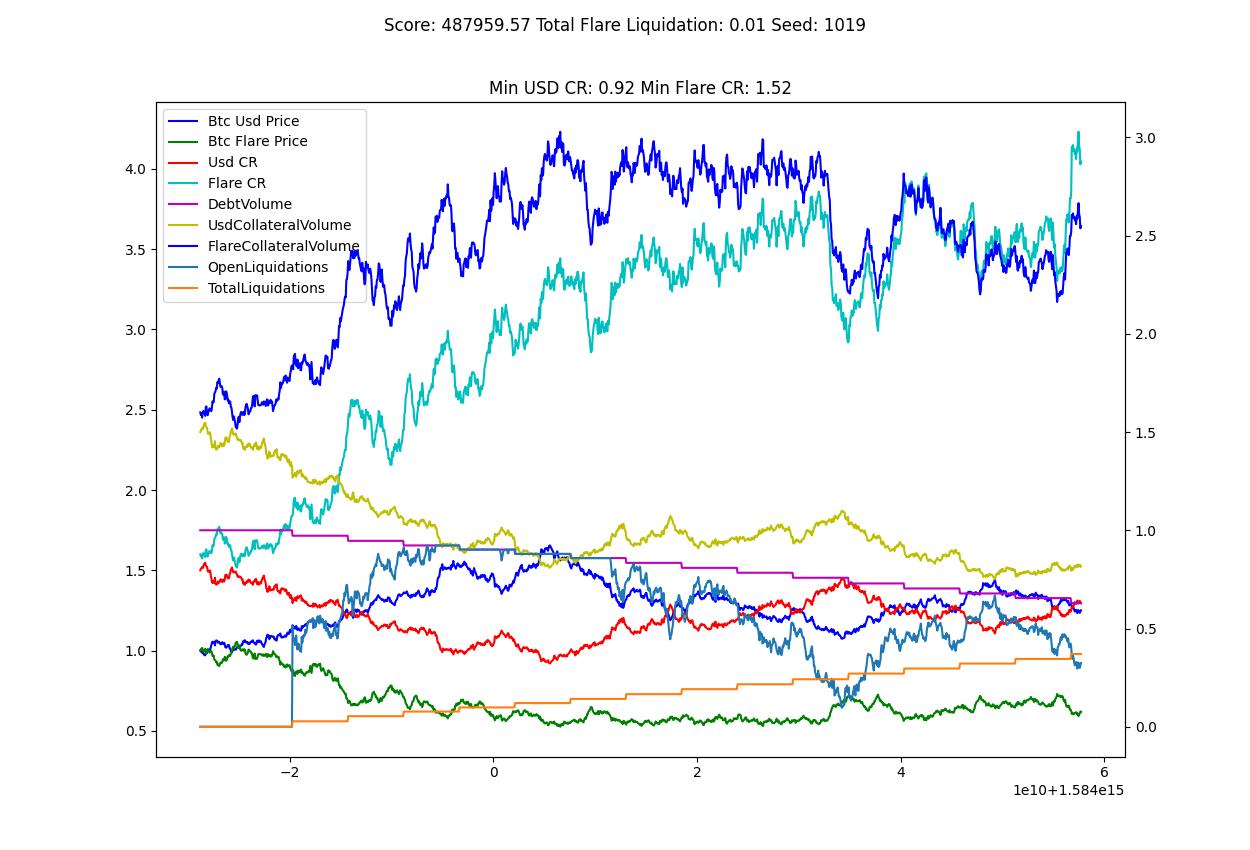 Score: 487959.57 Total Flare Liquidation: 0.01 Seed: 1019
Min USD CR: 0.92 Min Flare CR: 1.52
Btc Usd Price
Btc Flare Price
Usd CR
Flare CR
DebtVolume
UsdCollateralVolume
FlareCollateralVolume
OpenLiquidations
TotalLiquidations
4.0
3.5
3.0
2.5
2.0
1.5
1.0
0.5
3.0
2.5
2.0
1.5
1.0
0.5
0.0
−2 0 2 4 6
1e10+1.584e15